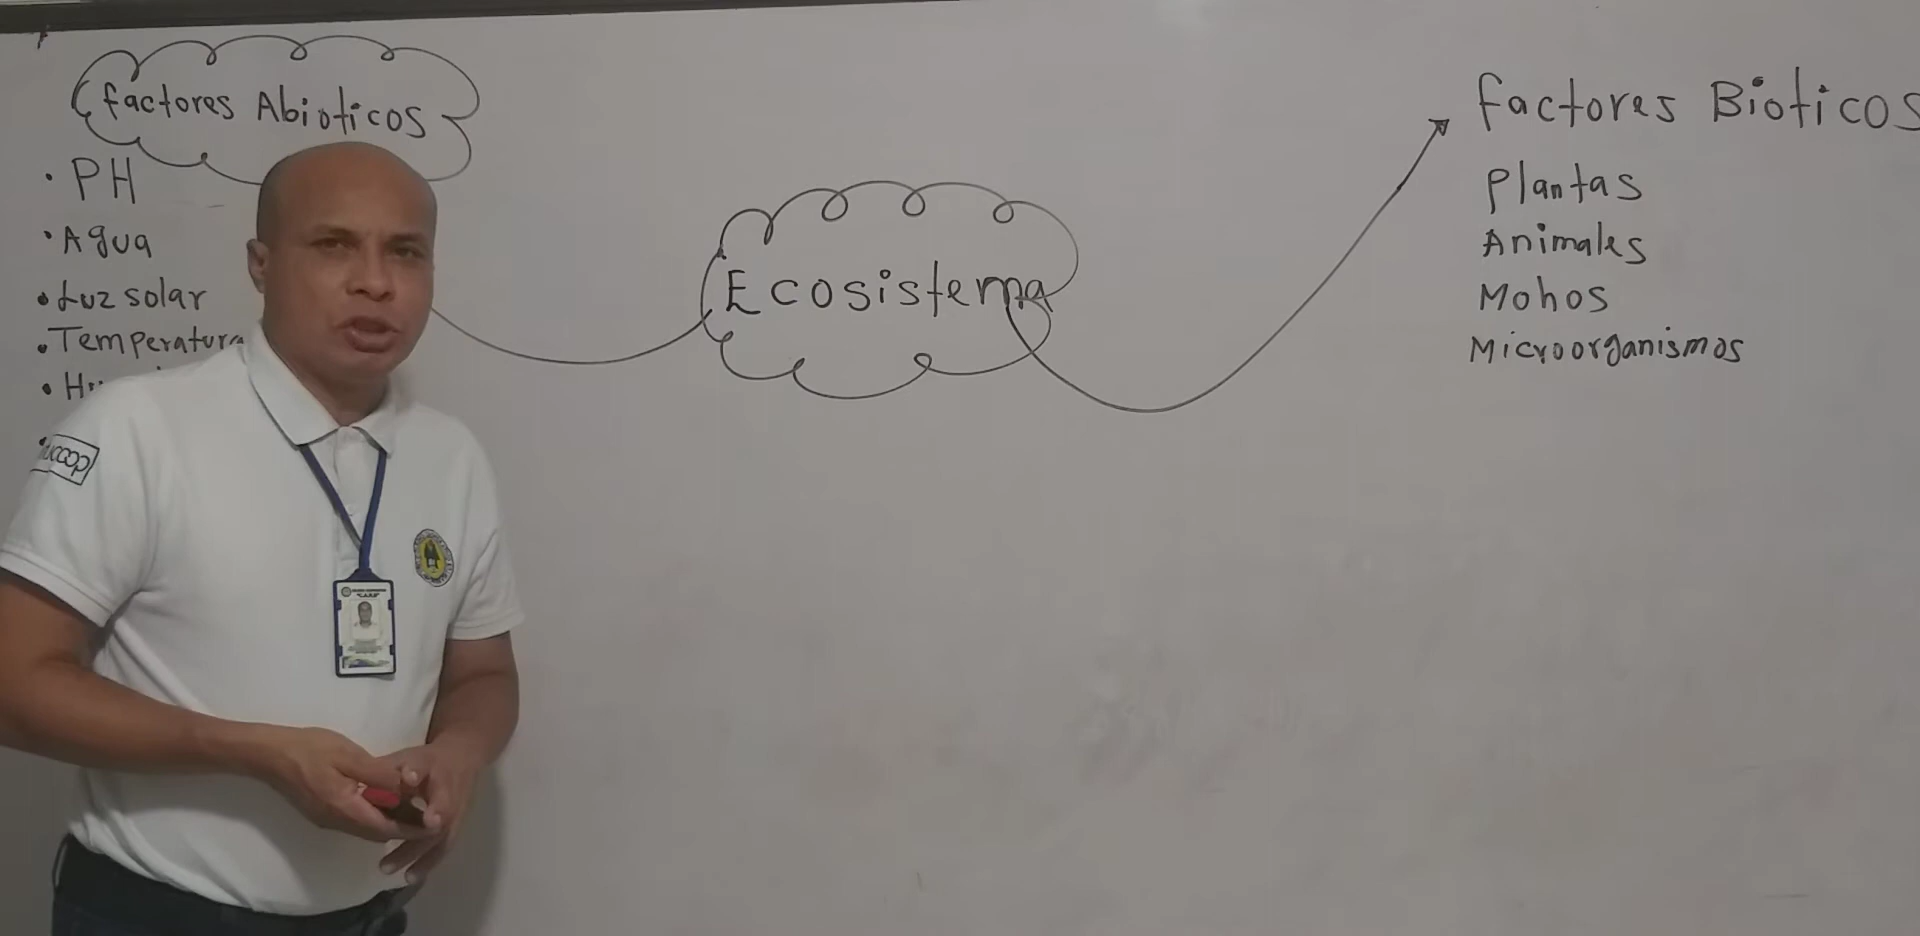 factores Abioticos
• PH
• Agua
• Luz solar
• Temperatura
Ecosistema
factores Bioticos
Plantas
Animales
Mohos
Microorganismos